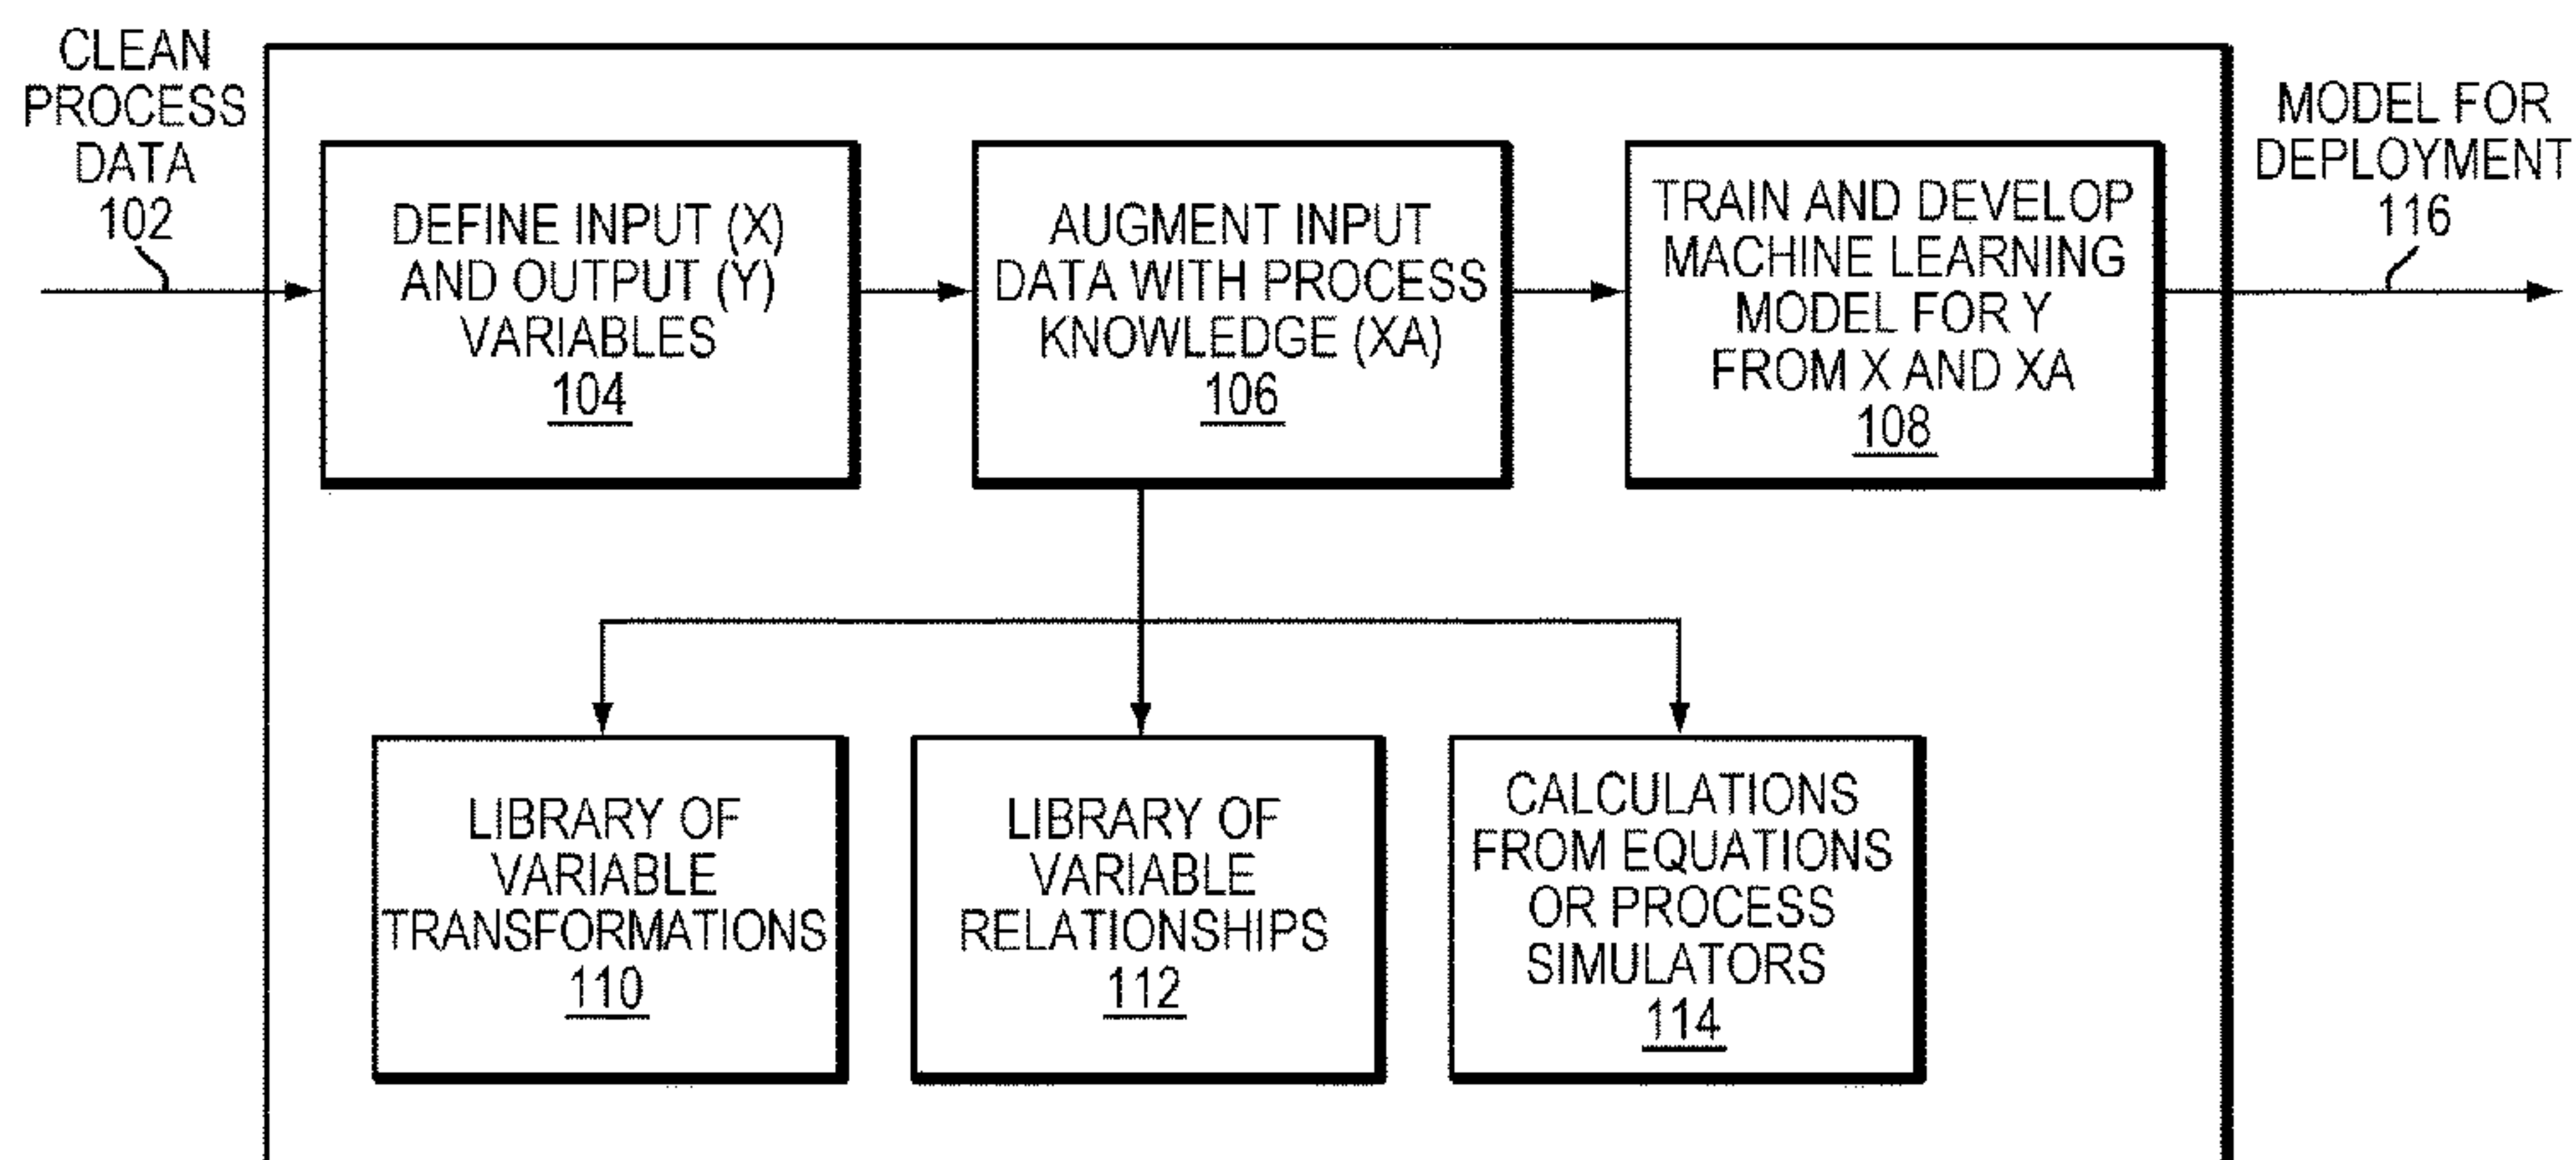 CLEAN
PROCESS
DATA
102
DEFINE INPUT (X)
AND OUTPUT (Y)
VARIABLES
104
AUGMENT INPUT
DATA WITH PROCESS
KNOWLEDGE (XA)
106
TRAIN AND DEVELOP
MACHINE LEARNING
MODEL FOR Y
FROM X AND XA
108
MODEL FOR
DEPLOYMENT
116
LIBRARY OF
VARIABLE
TRANSFORMATIONS
110
LIBRARY OF
VARIABLE
RELATIONSHIPS
112
CALCULATIONS
FROM EQUATIONS
OR PROCESS
SIMULATORS
114